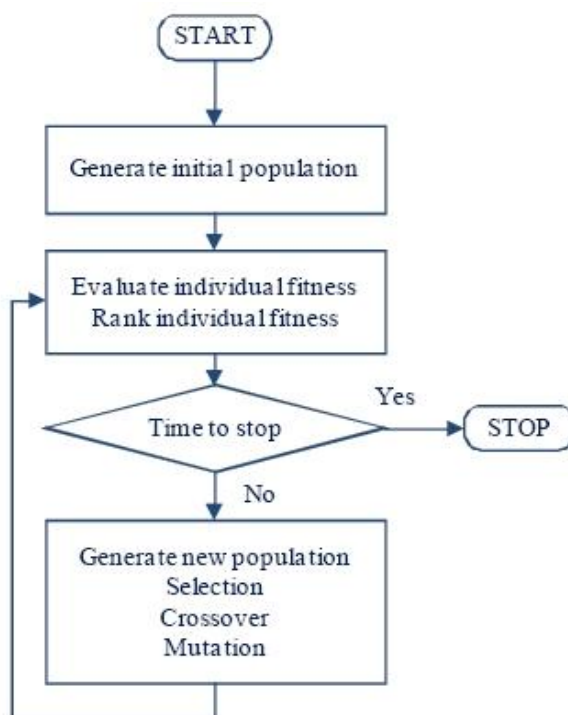 START
Generate initial population
Evaluate individual fitness
Rank individual fitness
Time to stop
Yes
STOP
No
Generate new population
Selection
Crossover
Mutation